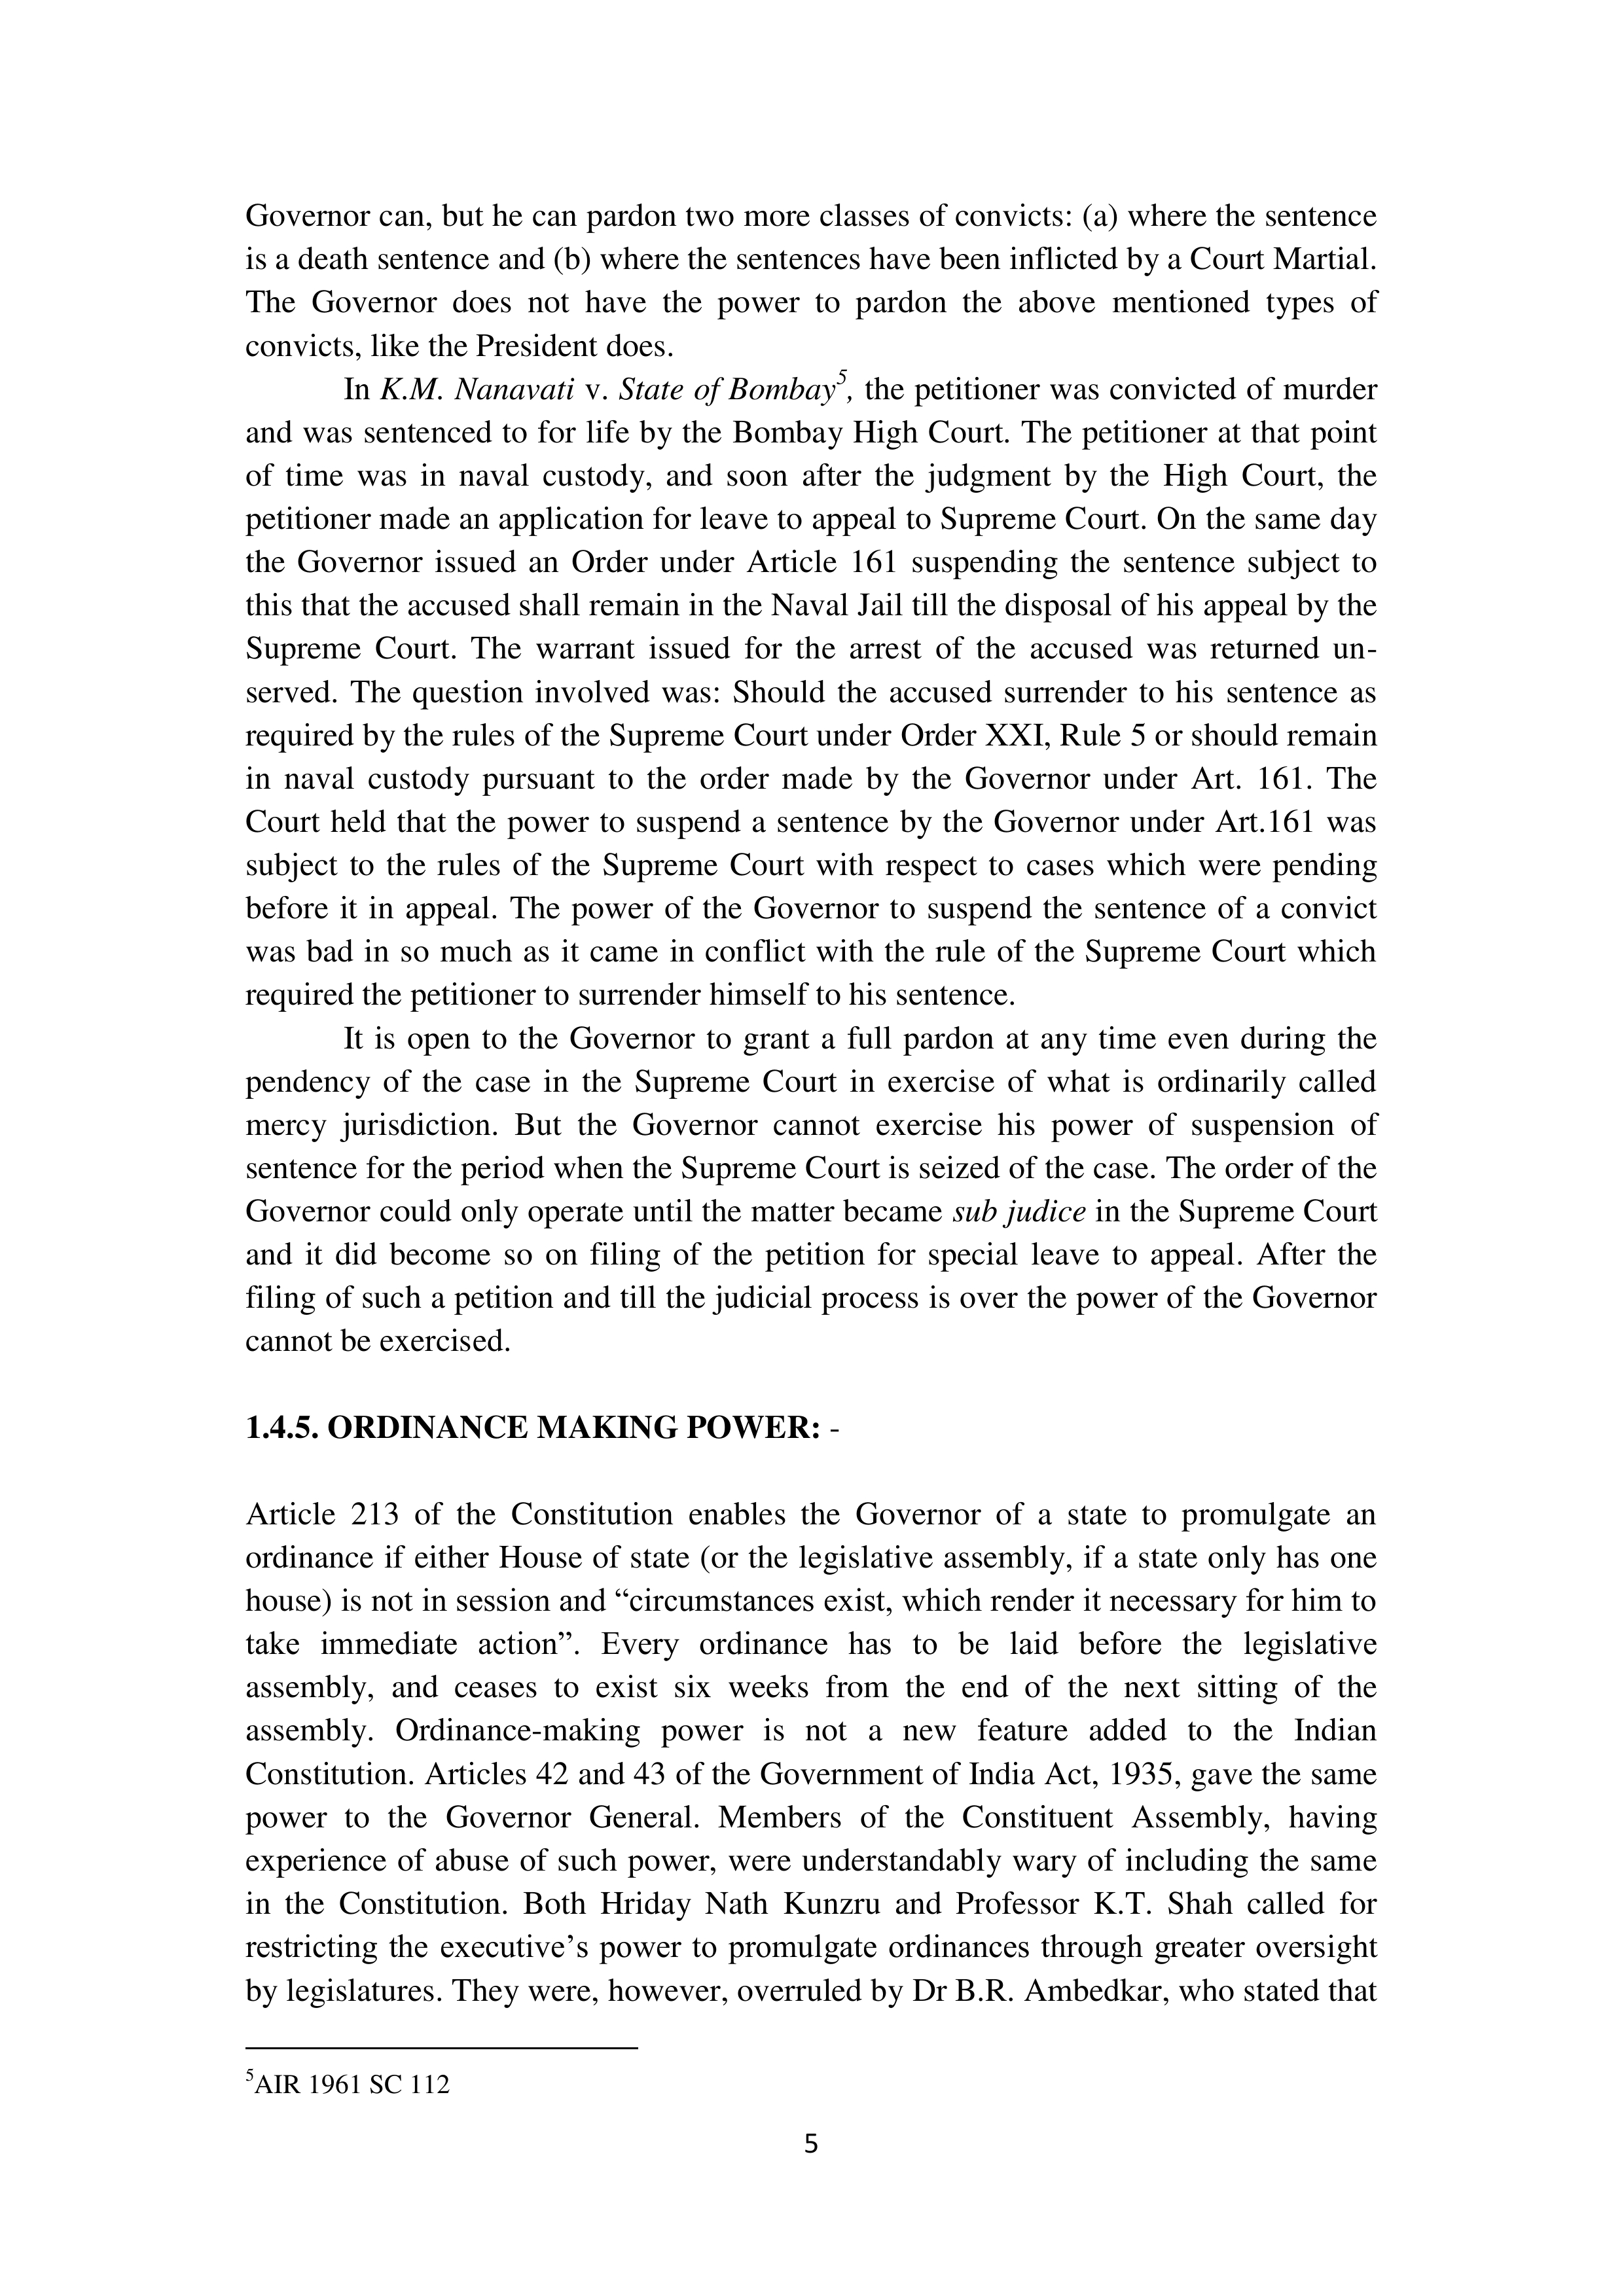 Governor can, but he can pardon two more classes of convicts: (a) where the sentence
is a death sentence and (b) where the sentences have been inflicted by a Court Martial.
The Governor does not have the power to pardon the above mentioned types of
convicts, like the President does.
In K.M. Nanavati v. State of Bombay5, the petitioner was convicted of murder
and was sentenced to for life by the Bombay High Court. The petitioner at that point
of time was in naval custody, and soon after the judgment by the High Court, the
petitioner made an application for leave to appeal to Supreme Court. On the same day
the Governor issued an Order under Article 161 suspending the sentence subject to
this that the accused shall remain in the Naval Jail till the disposal of his appeal by the
Supreme Court. The warrant issued for the arrest of the accused was returned un-
served. The question involved was: Should the accused surrender to his sentence as
required by the rules of the Supreme Court under Order XXI, Rule 5 or should remain
in naval custody pursuant to the order made by the Governor under Art. 161. The
Court held that the power to suspend a sentence by the Governor under Art.161 was
subject to the rules of the Supreme Court with respect to cases which were pending
before it in appeal. The power of the Governor to suspend the sentence of a convict
was bad in so much as it came in conflict with the rule of the Supreme Court which
required the petitioner to surrender himself to his sentence.
It is open to the Governor to grant a full pardon at any time even during the
pendency of the case in the Supreme Court in exercise of what is ordinarily called
mercy jurisdiction. But the Governor cannot exercise his power of suspension of
sentence for the period when the Supreme Court is seized of the case. The order of the
Governor could only operate until the matter became sub judice in the Supreme Court
and it did become so on filing of the petition for special leave to appeal. After the
filing of such a petition and till the judicial process is over the power of the Governor
cannot be exercised.
1.4.5. ORDINANCE MAKING POWER: -
Article 213 of the Constitution enables the Governor of a state to promulgate an
ordinance if either House of state (or the legislative assembly, if a state only has one
house) is not in session and “circumstances exist, which render it necessary for him to
take immediate action”. Every ordinance has to be laid before the legislative
assembly, and ceases to exist six weeks from the end of the next sitting of the
assembly. Ordinance-making power is not a new feature added to the Indian
Constitution. Articles 42 and 43 of the Government of India Act, 1935, gave the same
power to the Governor General. Members of the Constituent Assembly, having
experience of abuse of such power, were understandably wary of including the same
in the Constitution. Both Hriday Nath Kunzru and Professor K.T. Shah called for
restricting the executive’s power to promulgate ordinances through greater oversight
by legislatures. They were, however, overruled by Dr B.R. Ambedkar, who stated that
5AIR 1961 SC 112
5